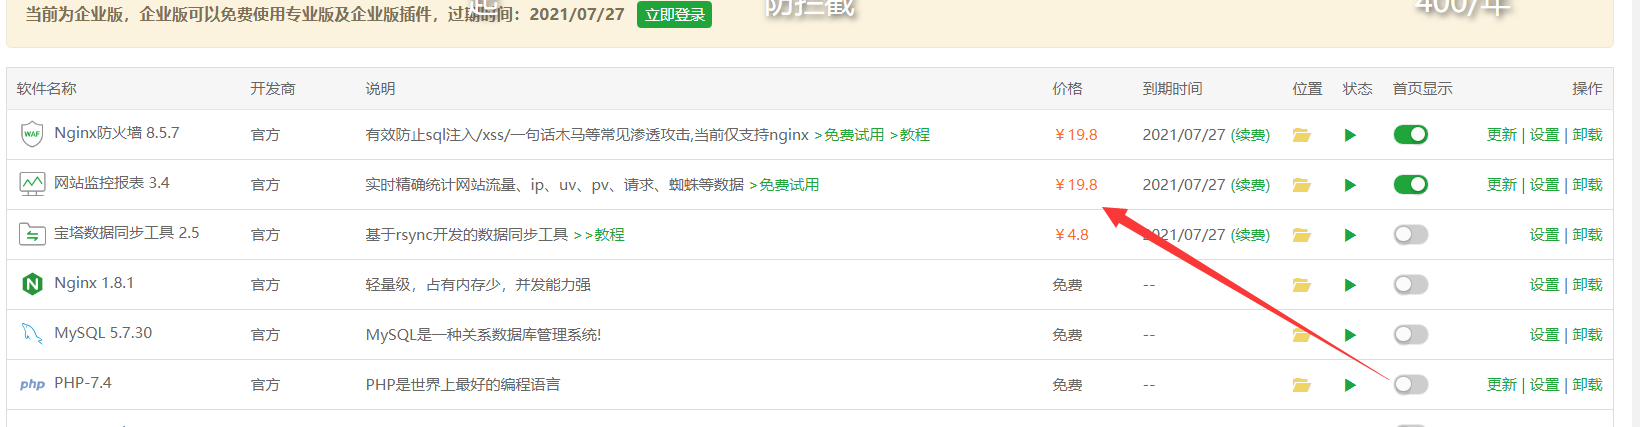 当前为企业版，企业版可以免费使用专业版及企业版插件，过期时间：2021/07/27 立即登录
防拦截
400/年
软件名称 开发商 说明 价格 到期时间 位置 状态 首页显示 操作
WAF Nginx防火墙 8.5.7 官方 有效防止sql注入/xss/一句话木马等常见渗透攻击,当前仅支持nginx >免费试用 >教程 ￥19.8 2021/07/27 (续费) 更新 | 设置 | 卸载
网站监控报表 3.4 官方 实时精确统计网站流量、ip、uv、pv、请求、蜘蛛等数据 >免费试用 ￥19.8 2021/07/27 (续费) 更新 | 设置 | 卸载
宝塔数据同步工具 2.5 官方 基于rsync开发的数据同步工具 >>教程 ￥4.8 2021/07/27 (续费) 设置 | 卸载
N Nginx 1.8.1 官方 轻量级，占有内存少，并发能力强 免费 -- 设置 | 卸载
MySQL 5.7.30 官方 MySQL是一种关系数据库管理系统! 免费 -- 设置 | 卸载
php PHP-7.4 官方 PHP是世界上最好的编程语言 免费 -- 更新 | 设置 | 卸载